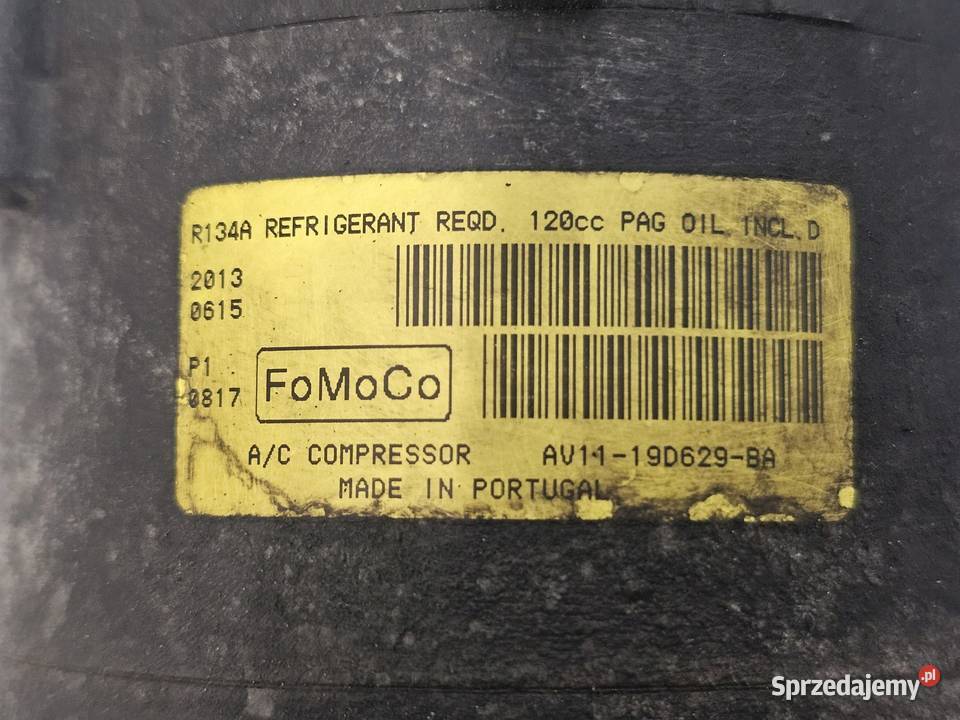 R134A REFRIGERANT REQD. 120cc PAG OIL INCL.D
2013
0615
P1
0817
FoMoCo
A/C COMPRESSOR AV11-19D629-BA
MADE IN PORTUGAL
Sprzedajemy.pl